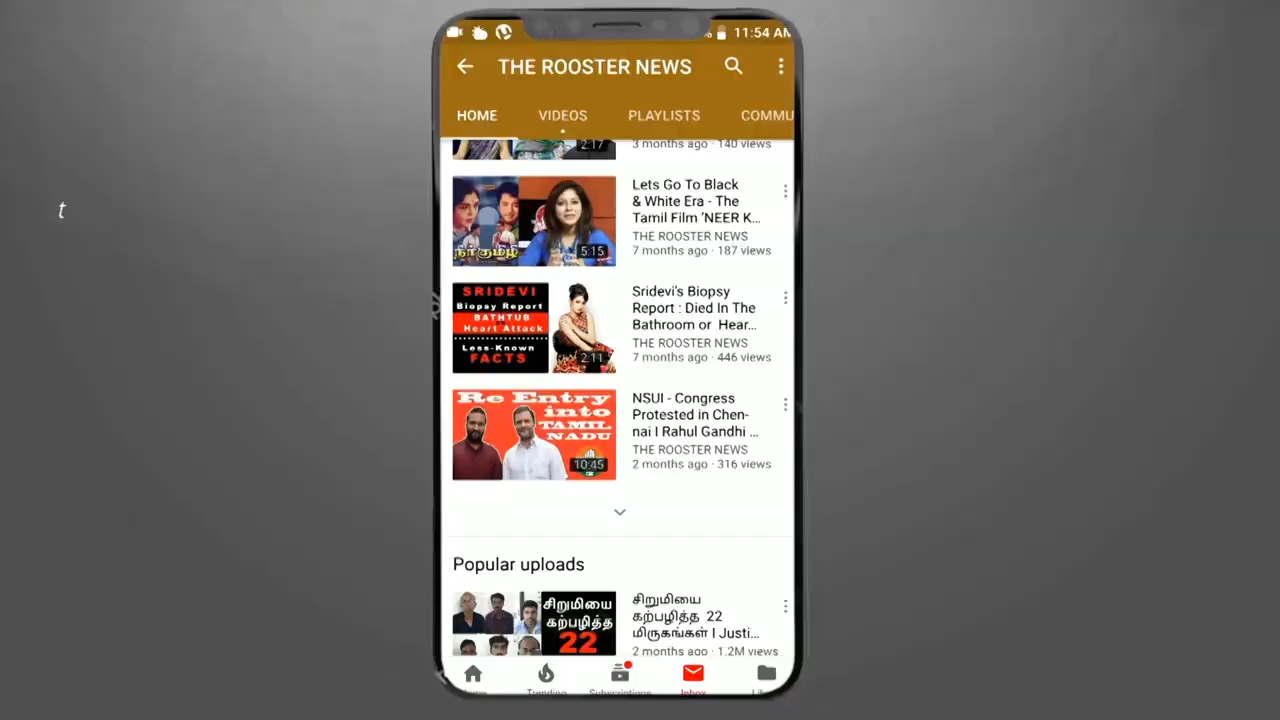 11:54 AM
THE ROOSTER NEWS
HOME VIDEOS PLAYLISTS COMMU
2:17
3 months ago · 140 views
Lets Go To Black
& White Era - The
Tamil Film 'NEER K...
THE ROOSTER NEWS
7 months ago · 187 views
நீர்குமிழி
5:15
SRIDEVI
Biopsy Report
BATHTUB
Heart Attack
Less-Known
FACTS
2:11
Sridevi's Biopsy
Report : Died In The
Bathroom or Hear...
THE ROOSTER NEWS
7 months ago · 446 views
Re Entry
into
TAMIL
NADU
10:45
NSUI - Congress
Protested in Chen-
nai I Rahul Gandhi ...
THE ROOSTER NEWS
2 months ago · 316 views
t
Popular uploads
சிறுமியை
கற்பழித்த
22
சிறுமியை
கற்பழித்த 22
மிருகங்கள் I Justi...
2 months ago · 1.2M views
Trending Subscriptions Inbox